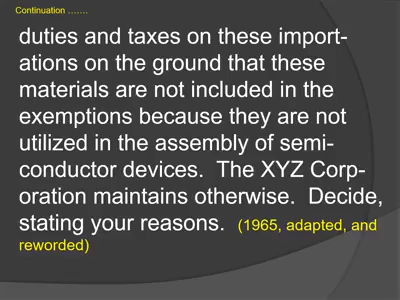 Continuation …….
duties and taxes on these import-
ations on the ground that these
materials are not included in the
exemptions because they are not
utilized in the assembly of semi-
conductor devices.  The XYZ Corp-
oration maintains otherwise.  Decide,
stating your reasons.  (1965, adapted, and
reworded)